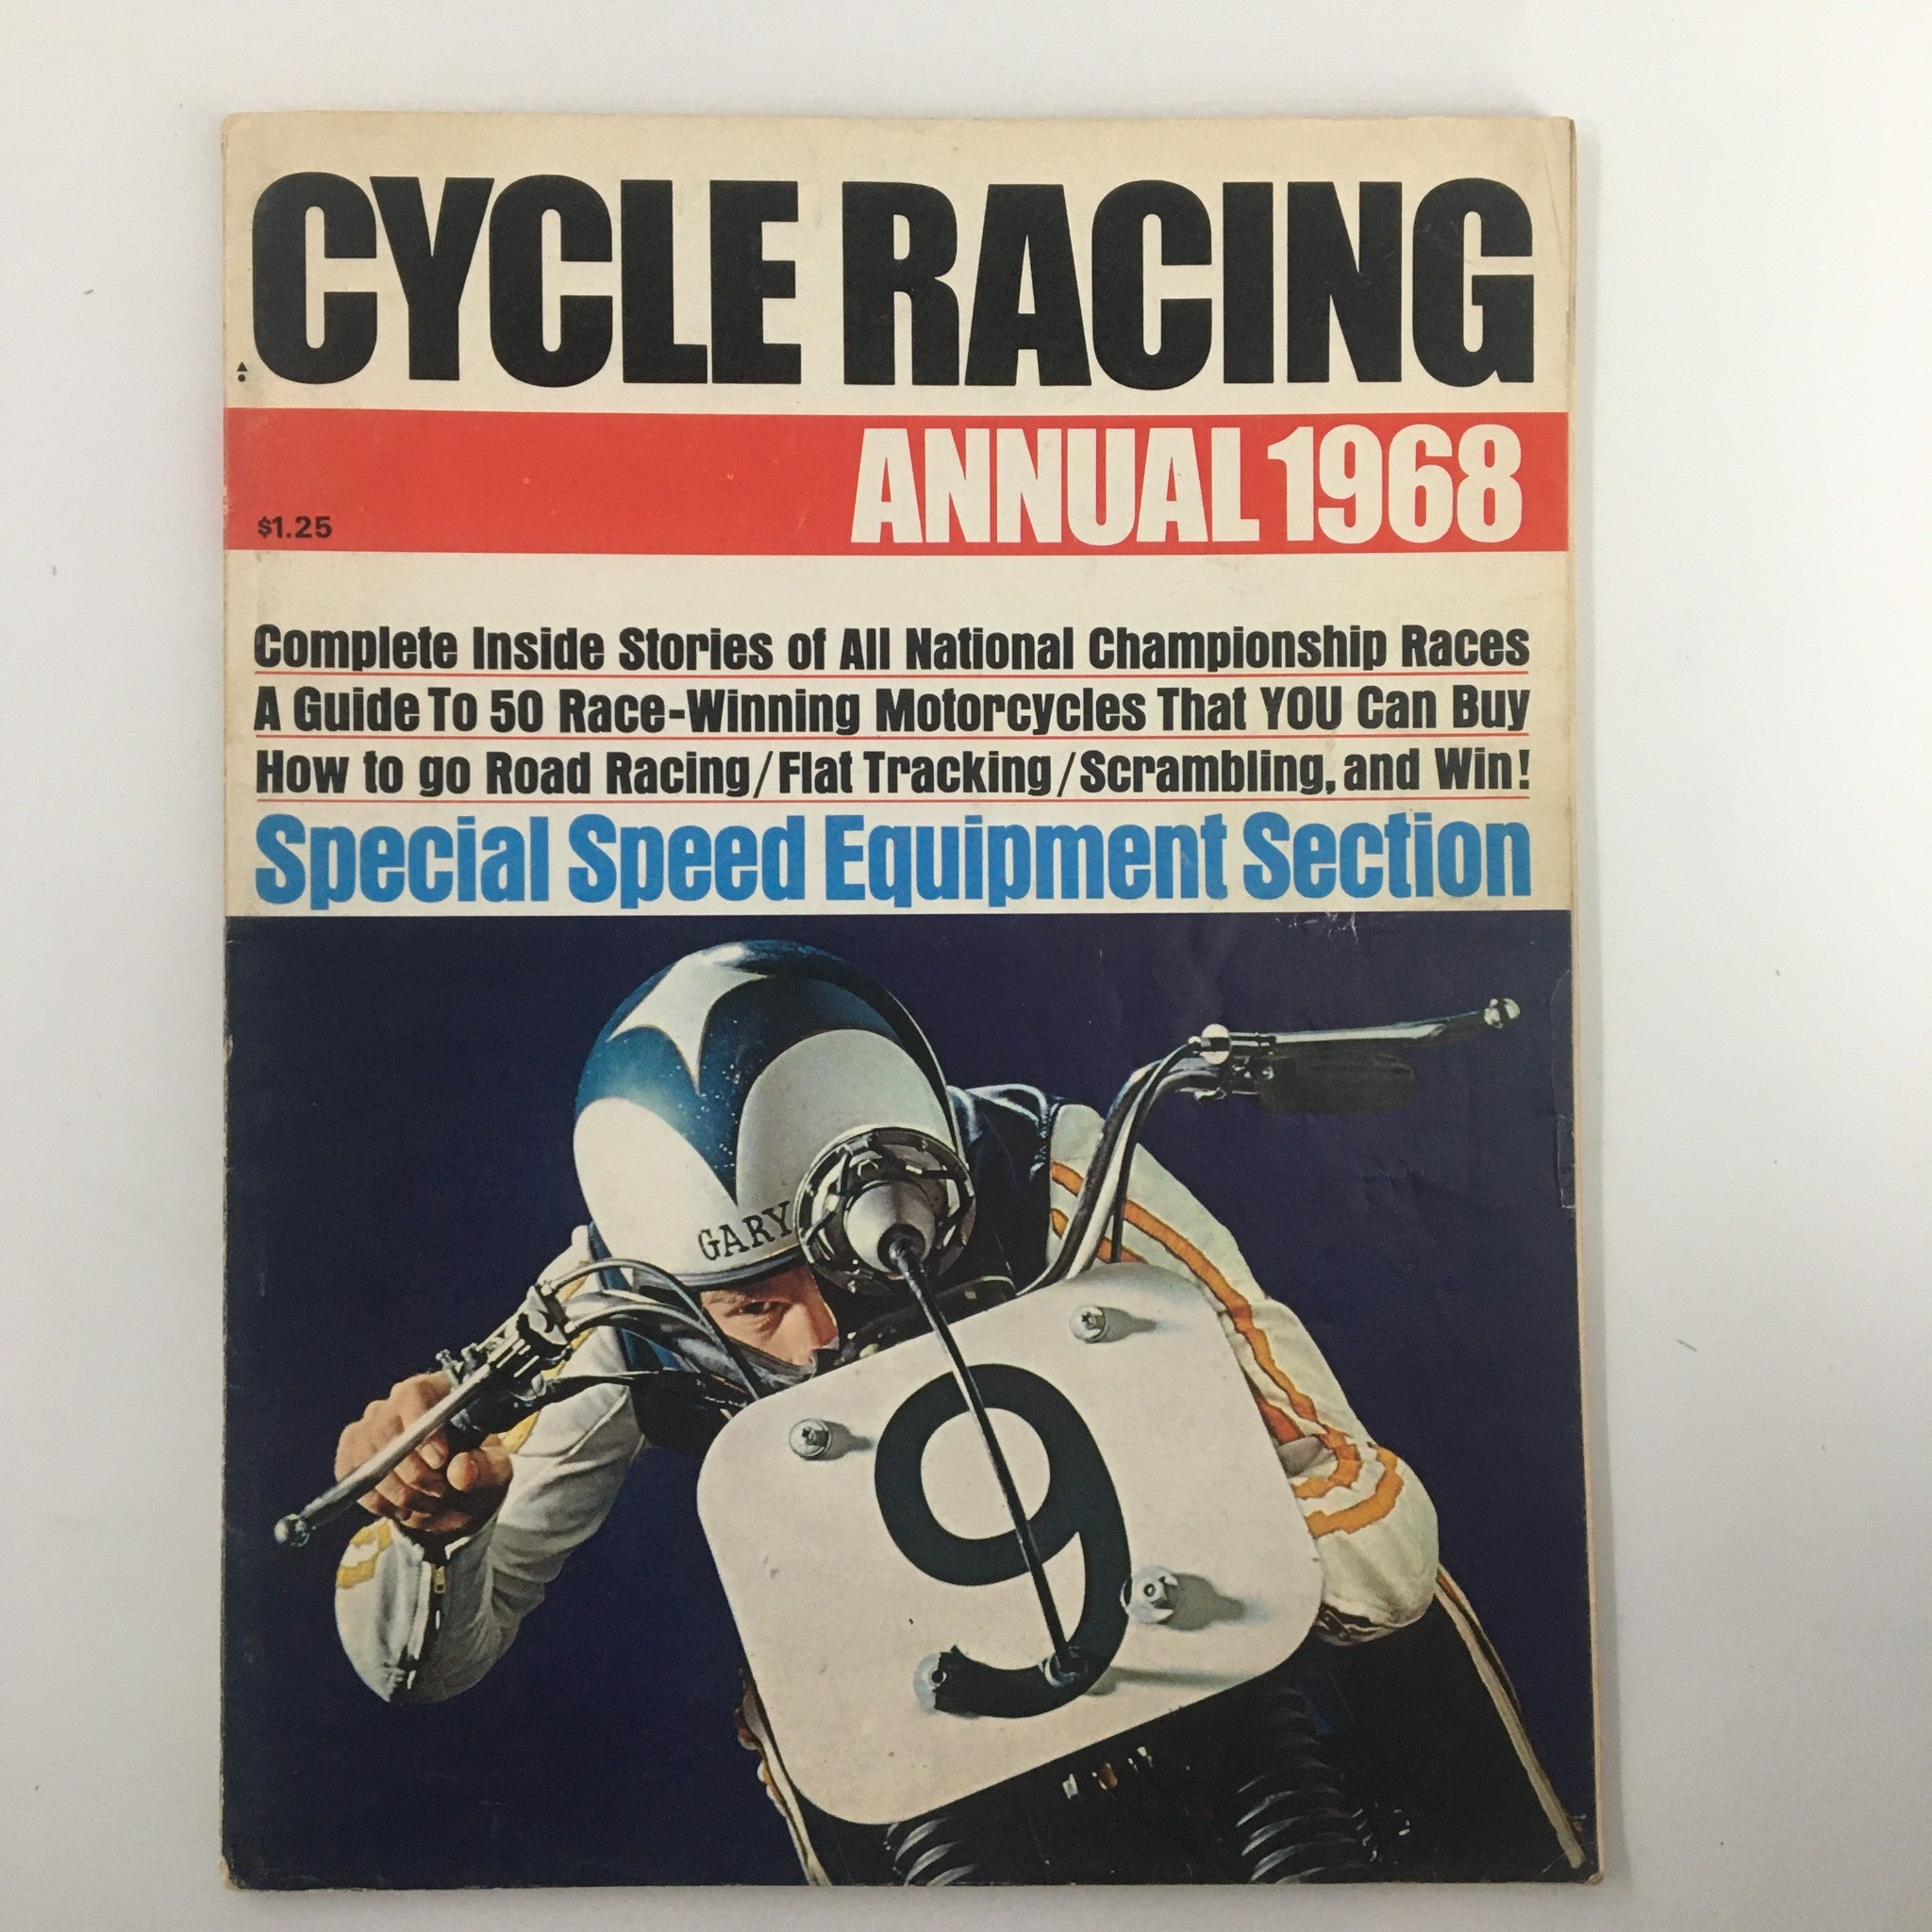 CYCLE RACING
ANNUAL 1968
$1.25
Complete Inside Stories of All National Championship Races
A Guide To 50 Race-Winning Motorcycles That YOU Can Buy
How to go Road Racing/Flat Tracking/Scrambling, and Win!
Special Speed Equipment Section
GARY
9